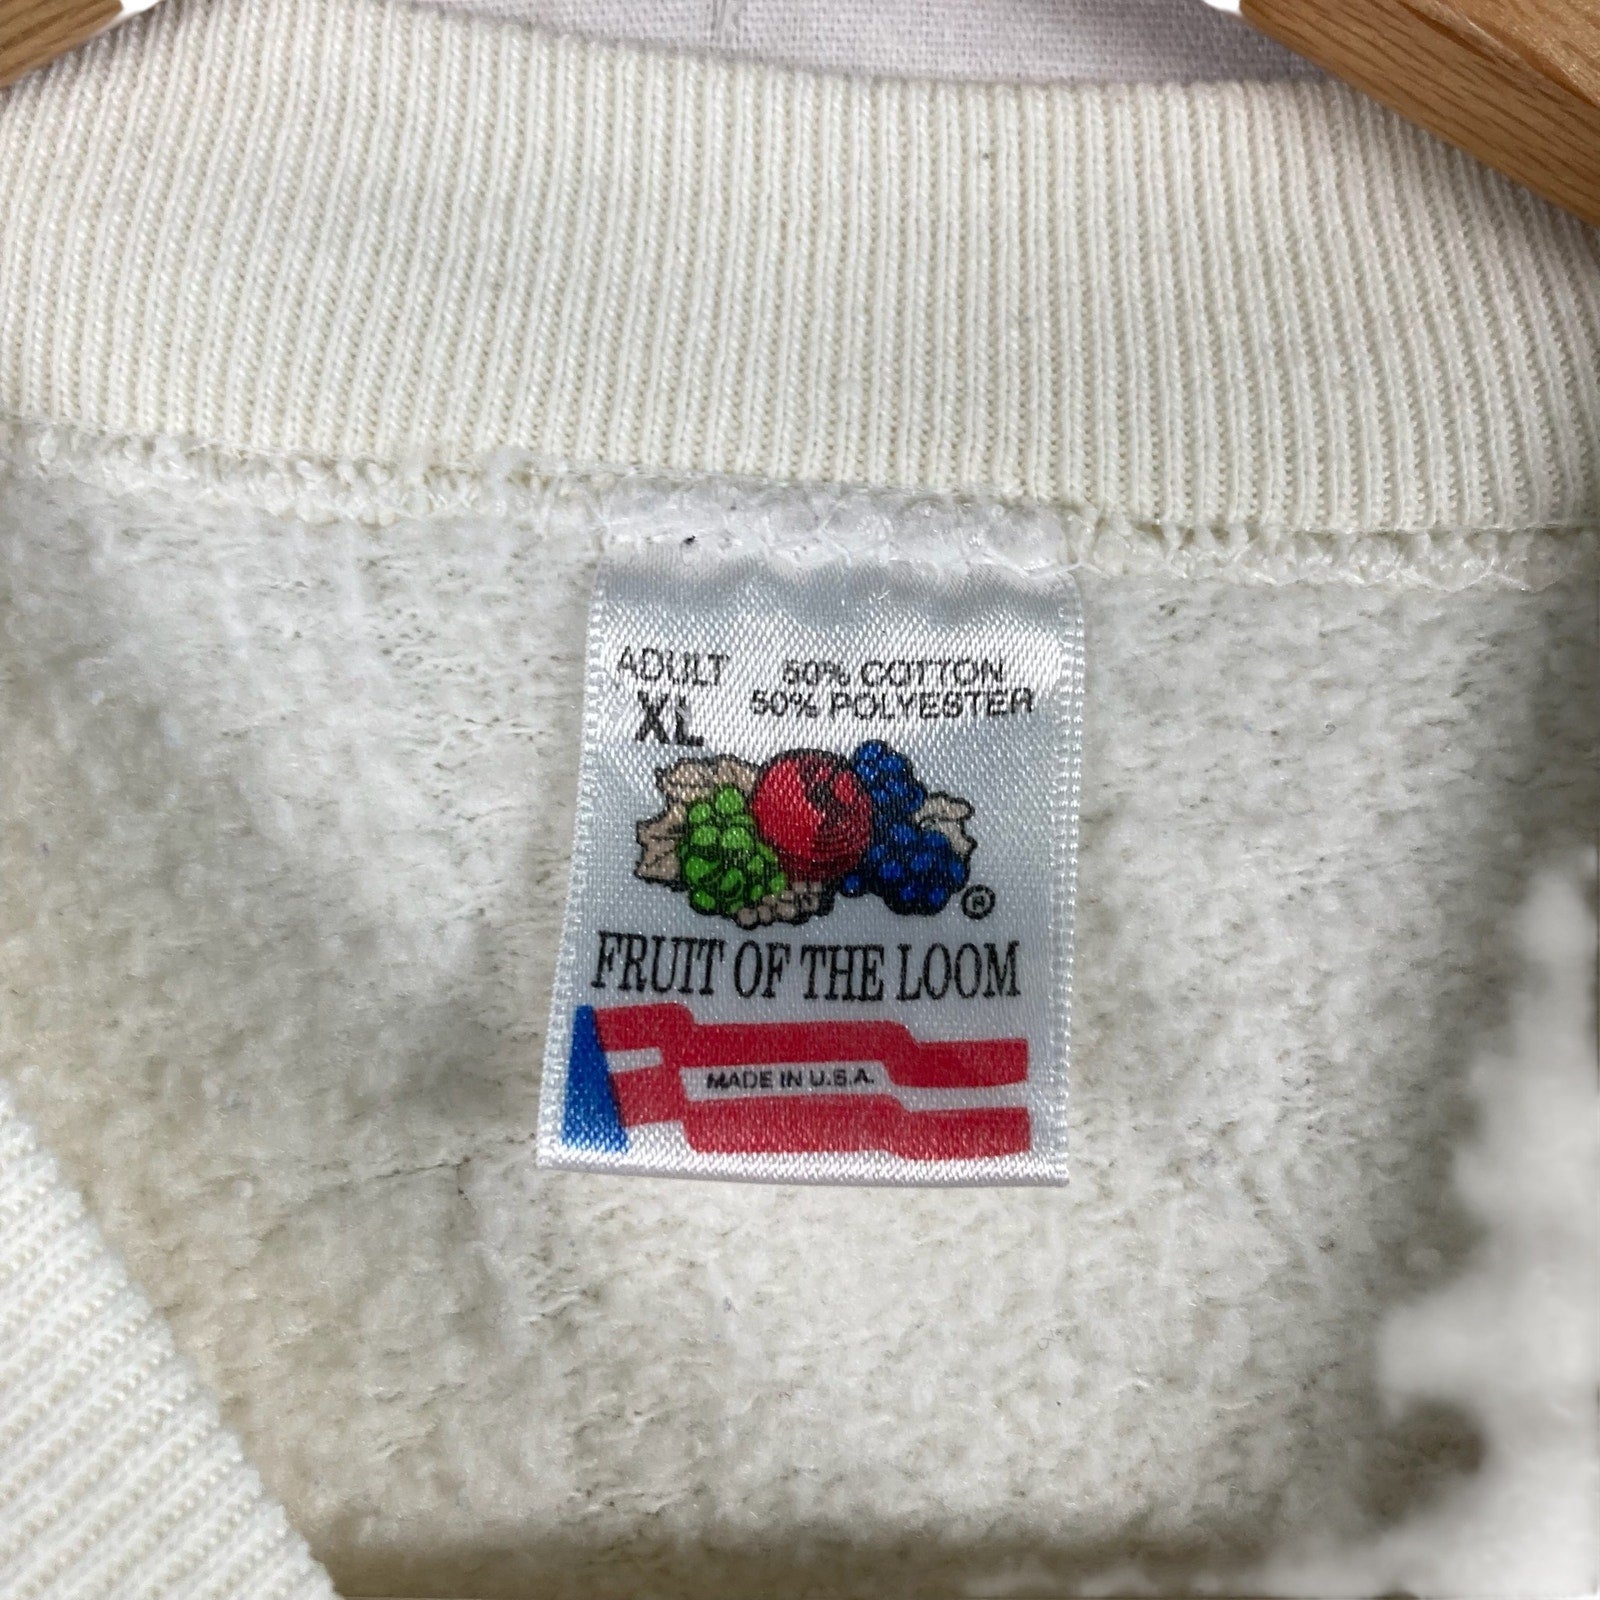 ADULT
XL
50% COTTON
50% POLYESTER
®
FRUIT OF THE LOOM
MADE IN U.S.A.